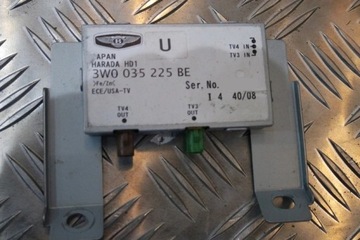 U
TV4 IN
TV3 IN
JAPAN
HARADA HD1
3W0 035 225 BE
ECE/USA-TV
Ser.No.
1 4 40/08
TV4
OUT
TV3
OUT